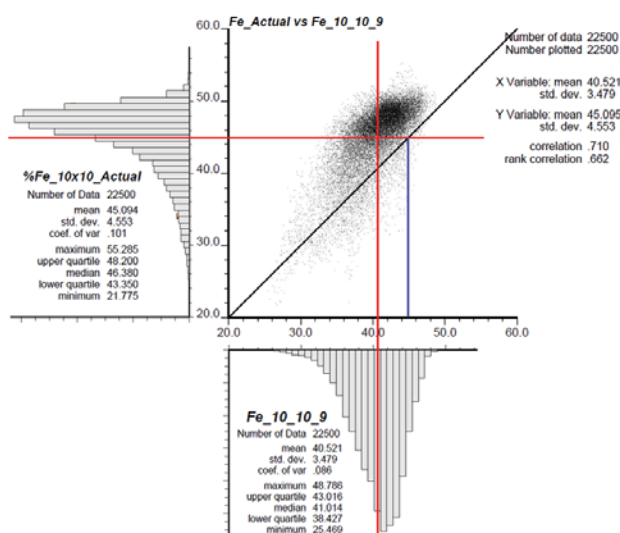 Fe_Actual vs Fe_10_10_9
60.0
50.0
40.0
30.0
20.0
20.0 30.0 40.0 50.0 60.0
Number of data 22500
Number plotted 22500
X Variable: mean 40.521
std. dev. 3.479
Y Variable: mean 45.095
std. dev. 4.553
correlation .710
rank correlation .662
%Fe_10x10_Actual
Number of Data 22500
mean 45.094
std. dev. 4.553
coef. of var .101
maximum 55.285
upper quartile 48.200
median 46.380
lower quartile 43.350
minimum 21.775
Fe_10_10_9
Number of Data 22500
mean 40.521
std. dev. 3.479
coef. of var .086
maximum 48.786
upper quartile 43.016
median 41.014
lower quartile 38.427
minimum 25.469